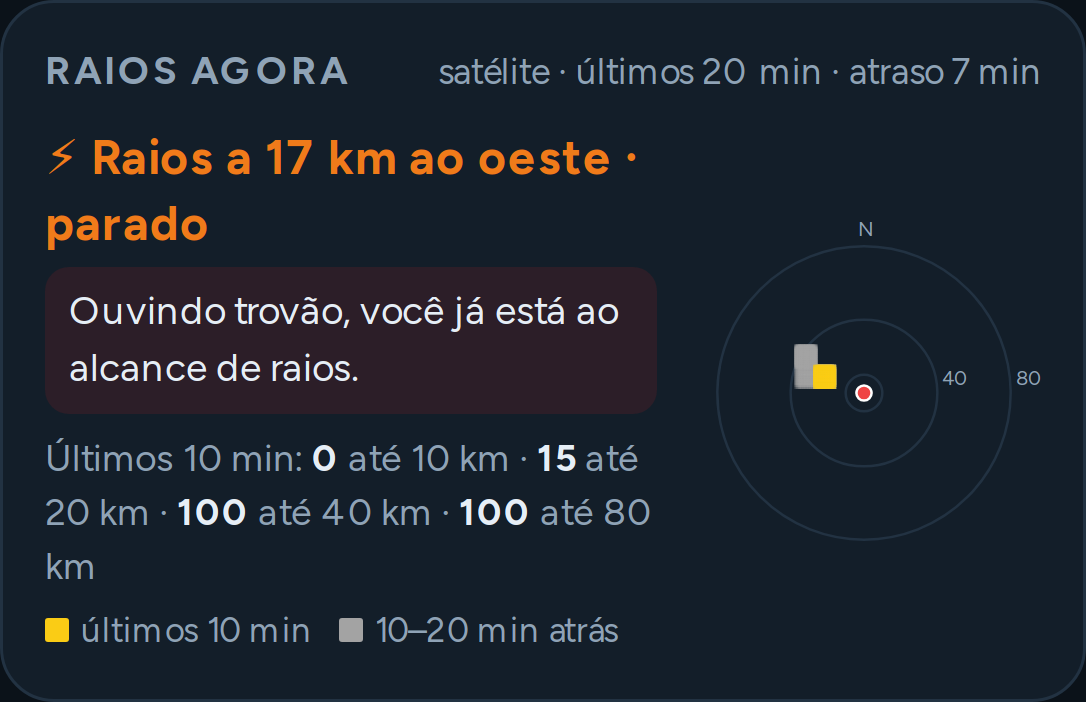 RAIOS AGORA
satélite · últimos 20 min · atraso 7 min
⚡ Raios a 17 km ao oeste ·
parado
Ouvindo trovão, você já está ao
alcance de raios.
Últimos 10 min: 0 até 10 km · 15 até
20 km · 100 até 40 km · 100 até 80
km
últimos 10 min
10–20 min atrás
N
40
80